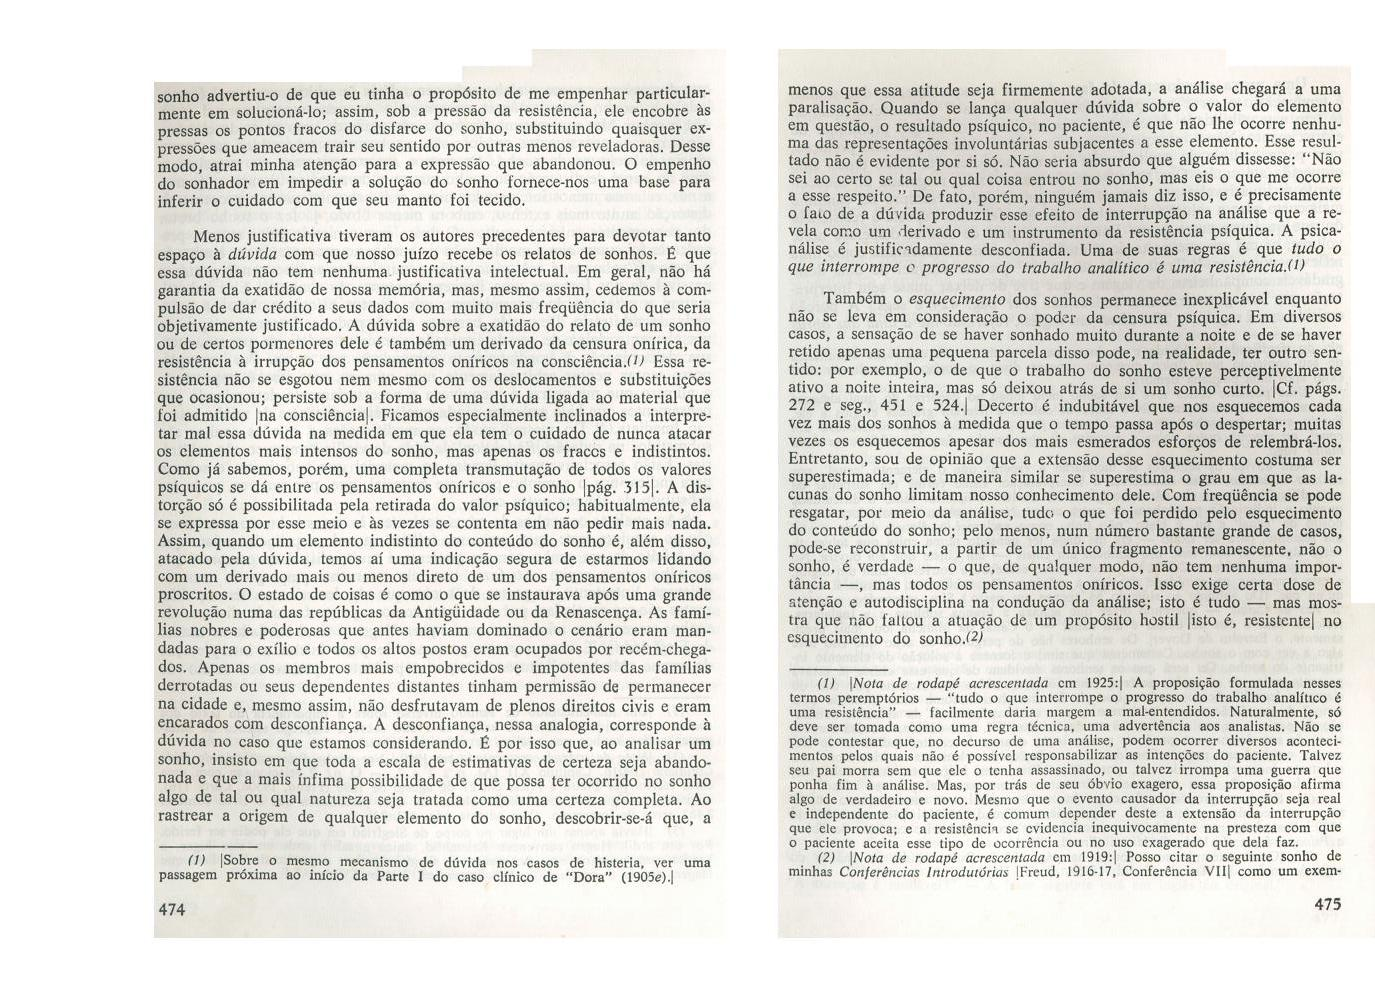 sonho advertiu-o de que eu tinha o propósito de me empenhar particular-
mente em solucioná-lo; assim, sob a pressão da resistência, ele encobre às
pressas os pontos fracos do disfarce do sonho, substituindo quaisquer ex-
pressões que ameacem trair seu sentido por outras menos reveladoras. Desse
modo, atrai minha atenção para a expressão que abandonou. O empenho
do sonhador em impedir a solução do sonho fornece-nos uma base para
inferir o cuidado com que seu manto foi tecido.
Menos justificativa tiveram os autores precedentes para devotar tanto
espaço à dúvida com que nosso juízo recebe os relatos de sonhos. É que
essa dúvida não tem nenhuma justificativa intelectual. Em geral, não há
garantia da exatidão de nossa memória, mas, mesmo assim, cedemos à com-
pulsão de dar crédito a seus dados com muito mais freqüência do que seria
objetivamente justificado. A dúvida sobre a exatidão do relato de um sonho
ou de certos pormenores dele é também um derivado da censura onírica, da
resistência à irrupção dos pensamentos oníricos na consciência.(1) Essa re-
sistência não se esgotou nem mesmo com os deslocamentos e substituições
que ocasionou; persiste sob a forma de uma dúvida ligada ao material que
foi admitido |na consciência|. Ficamos especialmente inclinados a interpre-
tar mal essa dúvida na medida em que ela tem o cuidado de nunca atacar
os elementos mais intensos do sonho, mas apenas os fracos e indistintos.
Como já sabemos, porém, uma completa transmutação de todos os valores
psíquicos se dá entre os pensamentos oníricos e o sonho |pág. 315|. A dis-
torção só é possibilitada pela retirada do valor psíquico; habitualmente, ela
se expressa por esse meio e às vezes se contenta em não pedir mais nada.
Assim, quando um elemento indistinto do conteúdo do sonho é, além disso,
atacado pela dúvida, temos aí uma indicação segura de estarmos lidando
com um derivado mais ou menos direto de um dos pensamentos oníricos
proscritos. O estado de coisas é como o que se instaurava após uma grande
revolução numa das repúblicas da Antigüidade ou da Renascença. As famí-
lias nobres e poderosas que antes haviam dominado o cenário eram man-
dadas para o exílio e todos os altos postos eram ocupados por recém-chega-
dos. Apenas os membros mais empobrecidos e impotentes das famílias
derrotadas ou seus dependentes distantes tinham permissão de permanecer
na cidade e, mesmo assim, não desfrutavam de plenos direitos civis e eram
encarados com desconfiança. A desconfiança, nessa analogia, corresponde à
dúvida no caso que estamos considerando. É por isso que, ao analisar um
sonho, insisto em que toda a escala de estimativas de certeza seja abando-
nada e que a mais ínfima possibilidade de que possa ter ocorrido no sonho
algo de tal ou qual natureza seja tratada como uma certeza completa. Ao
rastrear a origem de qualquer elemento do sonho, descobrir-se-á que, a
(1) |Sobre o mesmo mecanismo de dúvida nos casos de histeria, ver uma
passagem próxima ao início da Parte I do caso clínico de "Dora" (1905e).|
474
menos que essa atitude seja firmemente adotada, a análise chegará a uma
paralisação. Quando se lança qualquer dúvida sobre o valor do elemento
em questão, o resultado psíquico, no paciente, é que não lhe ocorre nenhu-
ma das representações involuntárias subjacentes a esse elemento. Esse resul-
tado não é evidente por si só. Não seria absurdo que alguém dissesse: "Não
sei ao certo se tal ou qual coisa entrou no sonho, mas eis o que me ocorre
a esse respeito." De fato, porém, ninguém jamais diz isso, e é precisamente
o fato de a dúvida produzir esse efeito de interrupção na análise que a re-
vela como um derivado e um instrumento da resistência psíquica. A psica-
nálise é justificadamente desconfiada. Uma de suas regras é que tudo o
que interrompe o progresso do trabalho analítico é uma resistência.(1)
Também o esquecimento dos sonhos permanece inexplicável enquanto
não se leva em consideração o poder da censura psíquica. Em diversos
casos, a sensação de se haver sonhado muito durante a noite e de se haver
retido apenas uma pequena parcela disso pode, na realidade, ter outro sen-
tido: por exemplo, o de que o trabalho do sonho esteve perceptivelmente
ativo a noite inteira, mas só deixou atrás de si um sonho curto. |Cf. págs.
272 e seg., 451 e 524.| Decerto é indubitável que nos esquecemos cada
vez mais dos sonhos à medida que o tempo passa após o despertar; muitas
vezes os esquecemos apesar dos mais esmerados esforços de relembrá-los.
Entretanto, sou de opinião que a extensão desse esquecimento costuma ser
superestimada; e de maneira similar se superestima o grau em que as la-
cunas do sonho limitam nosso conhecimento dele. Com freqüência se pode
resgatar, por meio da análise, tudo o que foi perdido pelo esquecimento
do conteúdo do sonho; pelo menos, num número bastante grande de casos,
pode-se reconstruir, a partir de um único fragmento remanescente, não o
sonho, é verdade — o que, de qualquer modo, não tem nenhuma impor-
tância —, mas todos os pensamentos oníricos. Isso exige certa dose de
atenção e autodisciplina na condução da análise; isto é tudo — mas mos-
tra que não faltou a atuação de um propósito hostil |isto é, resistente| no
esquecimento do sonho.(2)
(1) |Nota de rodapé acrescentada em 1925:| A proposição formulada nesses
termos peremptórios — "tudo o que interrompe o progresso do trabalho analítico é
uma resistência" — facilmente daria margem a mal-entendidos. Naturalmente, só
deve ser tomada como uma regra técnica, uma advertência aos analistas. Não se
pode contestar que, no decurso de uma análise, podem ocorrer diversos aconteci-
mentos pelos quais não é possível responsabilizar as intenções do paciente. Talvez
seu pai morra sem que ele o tenha assassinado, ou talvez irrompa uma guerra que
ponha fim à análise. Mas, por trás de seu óbvio exagero, essa proposição afirma
algo de verdadeiro e novo. Mesmo que o evento causador da interrupção seja real
e independente do paciente, é comum depender deste a extensão da interrupção
que ele provoca; e a resistência se evidencia inequivocamente na presteza com que
o paciente aceita esse tipo de ocorrência ou no uso exagerado que dela faz.
(2) |Nota de rodapé acrescentada em 1919:| Posso citar o seguinte sonho de
minhas Conferências Introdutórias |Freud, 1916-17, Conferência VII| como um exem-
475